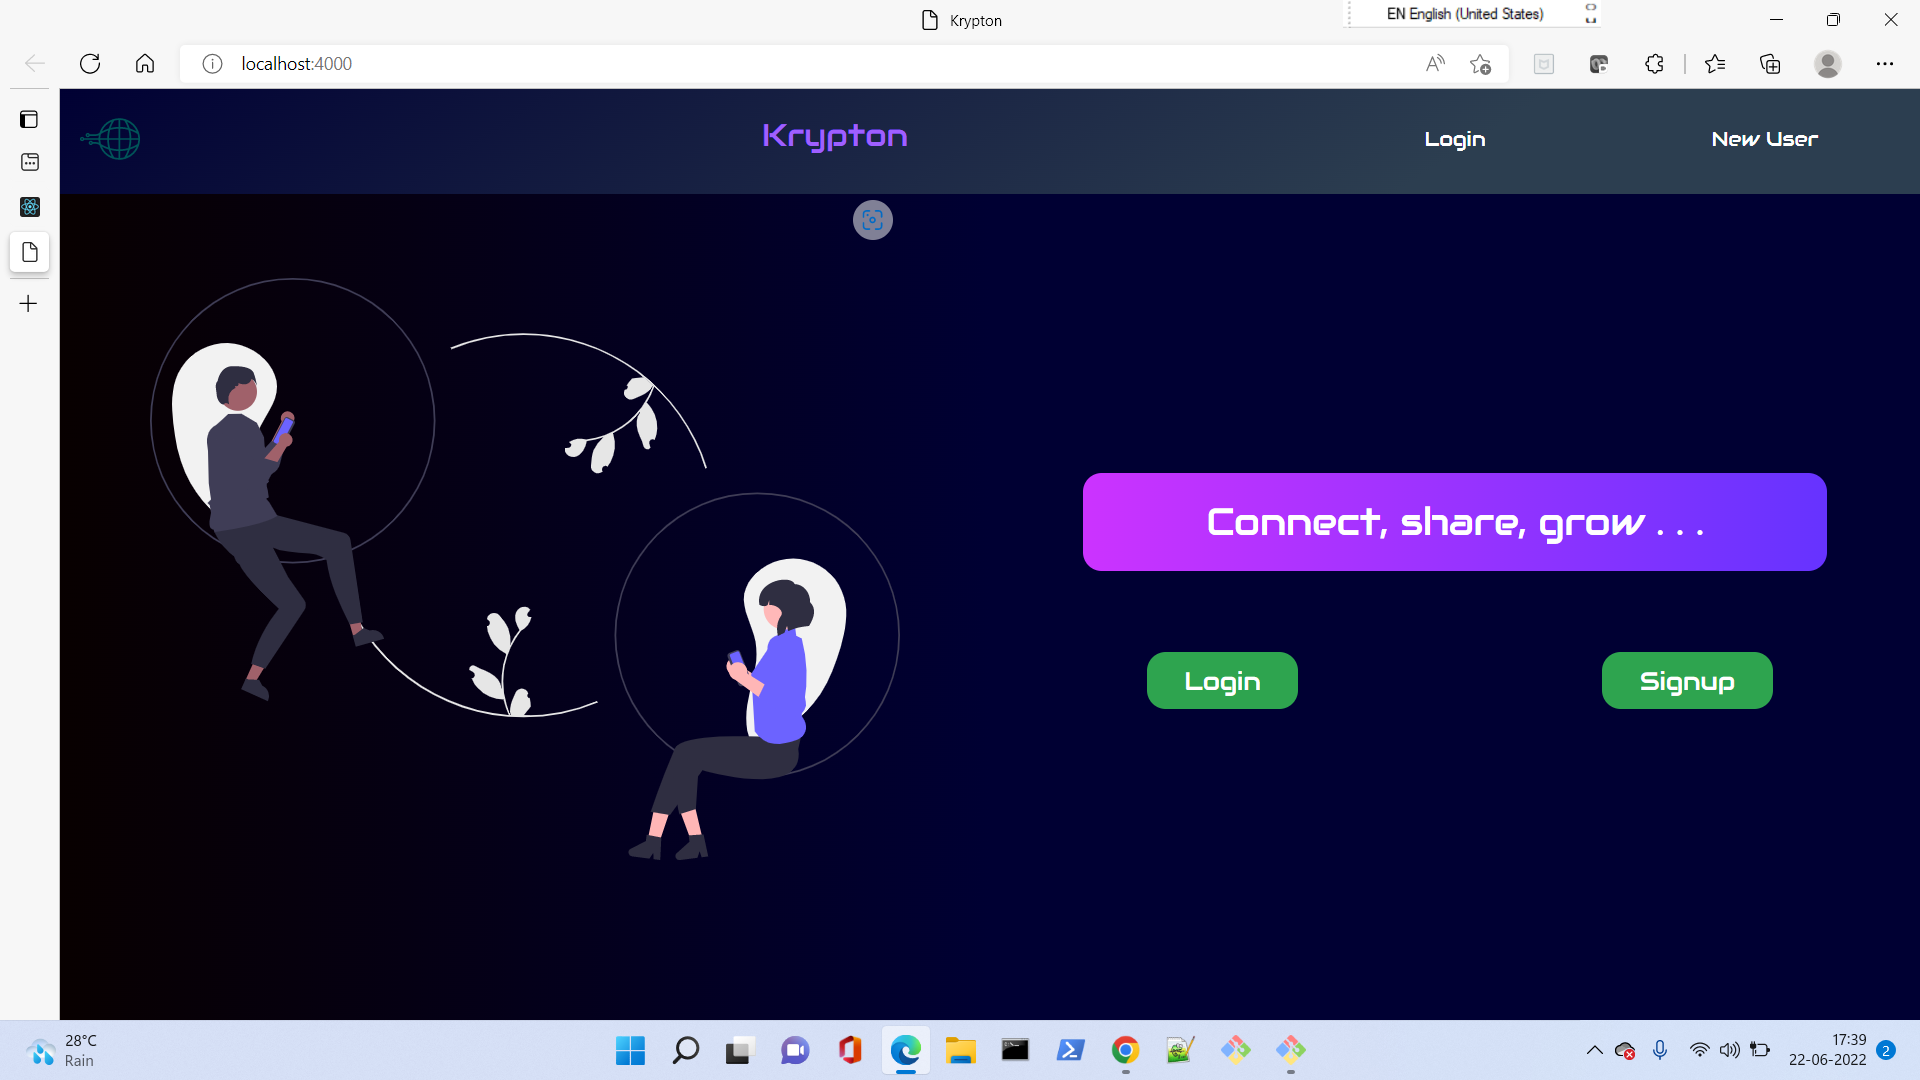 Krypton
EN English (United States)
localhost:4000
Krypton
Login
New User
Connect, share, grow . . .
Login
Signup
28°C
Rain
17:39
22-06-2022
2